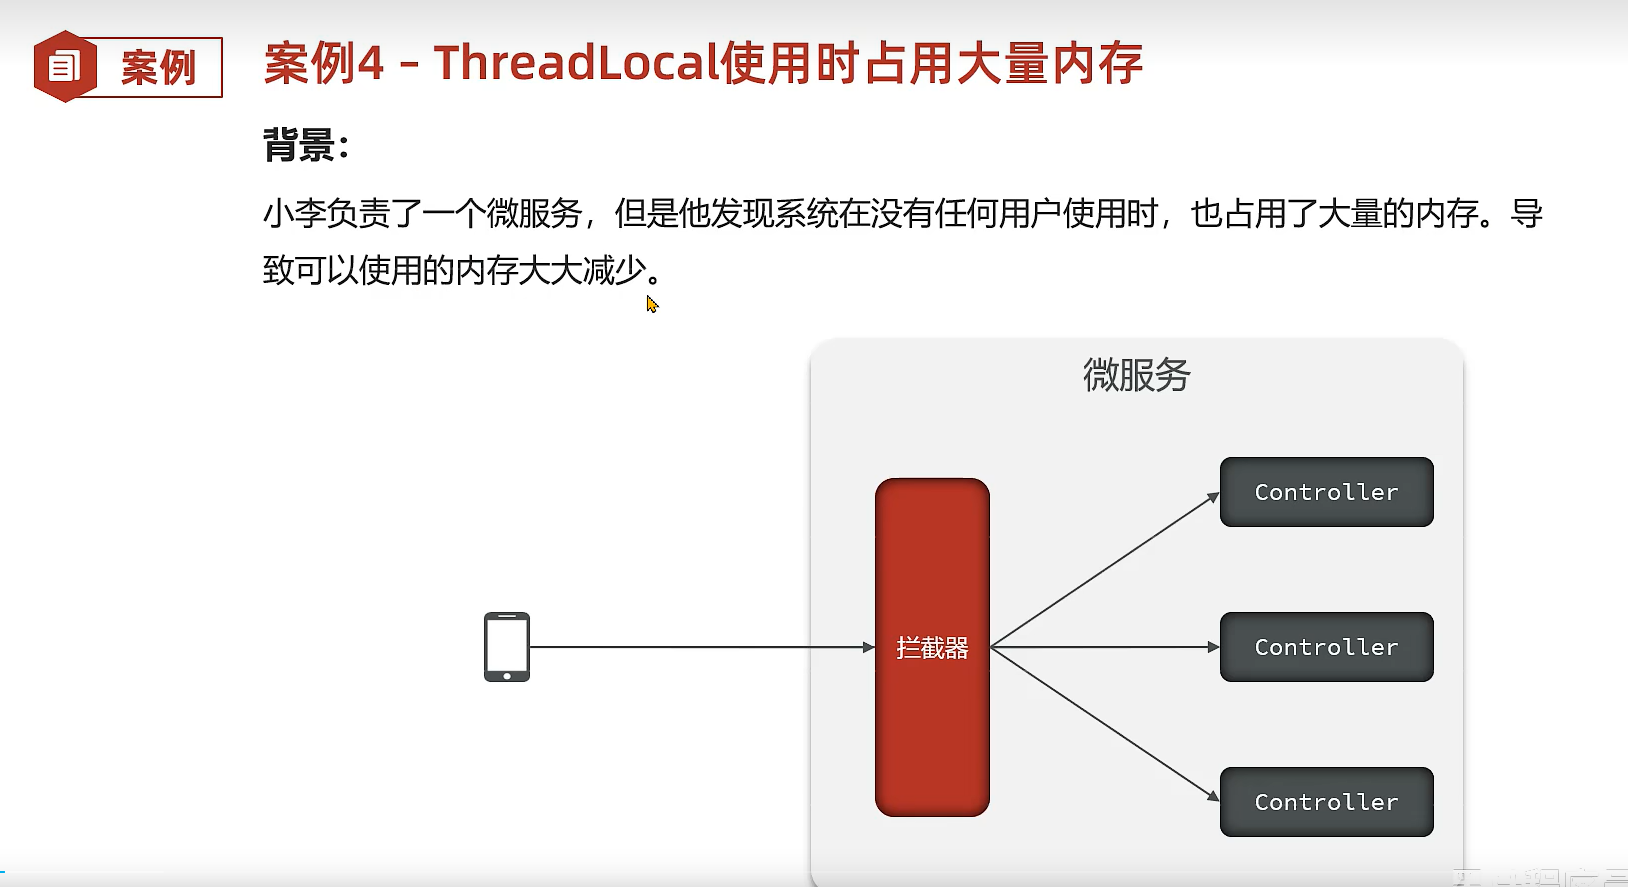 案例
案例4 – ThreadLocal使用时占用大量内存
背景：
小李负责了一个微服务，但是他发现系统在没有任何用户使用时，也占用了大量的内存。导
致可以使用的内存大大减少。
微服务
Controller
拦截器
Controller
Controller